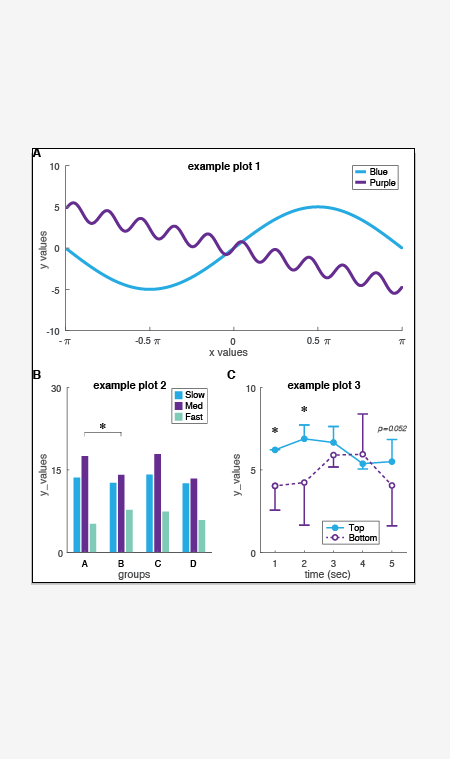 A
example plot 1
10
5
0
-5
-10
y values
Blue
Purple
-π
-0.5 π
0
0.5 π
π
x values
B
example plot 2
30
15
0
y_values
Slow
Med
Fast
*
A
B
C
D
groups
C
example plot 3
10
5
0
y_values
*
*
p=0.052
Top
Bottom
1
2
3
4
5
time (sec)